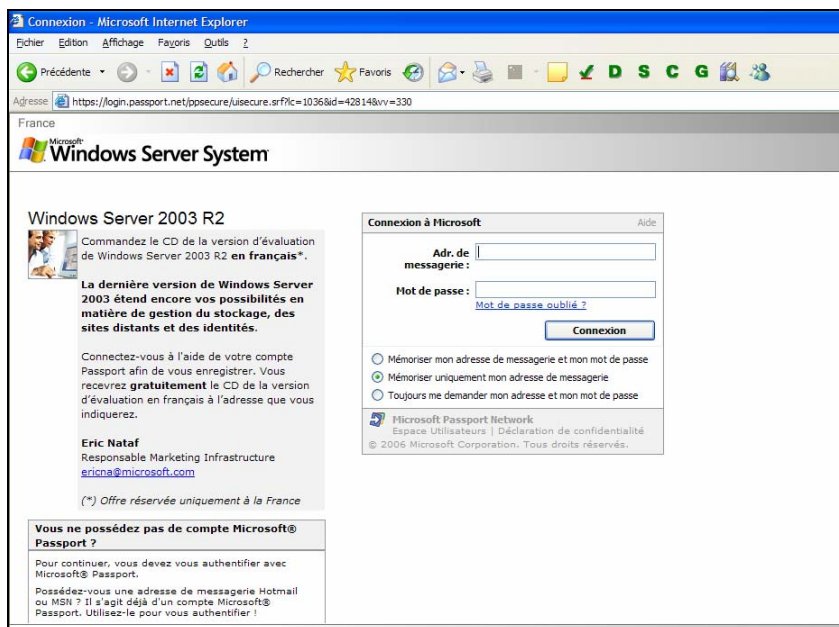 Connexion - Microsoft Internet Explorer
Fichier Edition Affichage Favoris Outils ?
Précédente Rechercher Favoris D S C G
Adresse https://login.passport.net/ppsecure/uisecure.srf?lc=1036&id=42814&vv=330
France
Microsoft
Windows Server System
Windows Server 2003 R2
Commandez le CD de la version d'évaluation
de Windows Server 2003 R2 en français*.
La dernière version de Windows Server
2003 étend encore vos possibilités en
matière de gestion du stockage, des
sites distants et des identités.
Connectez-vous à l'aide de votre compte
Passport afin de vous enregistrer. Vous
recevrez gratuitement le CD de la version
d'évaluation en français à l'adresse que vous
indiquerez.
Eric Nataf
Responsable Marketing Infrastructure
ericna@microsoft.com
(*) Offre réservée uniquement à la France
Vous ne possédez pas de compte Microsoft®
Passport ?
Pour continuer, vous devez vous authentifier avec
Microsoft® Passport.
Possédez-vous une adresse de messagerie Hotmail
ou MSN ? Il s'agit déjà d'un compte Microsoft®
Passport. Utilisez-le pour vous authentifier !
Connexion à Microsoft Aide
Adr. de
messagerie :
Mot de passe :
Mot de passe oublié ?
Connexion
Mémoriser mon adresse de messagerie et mon mot de passe
Mémoriser uniquement mon adresse de messagerie
Toujours me demander mon adresse et mon mot de passe
Microsoft Passport Network
Espace Utilisateurs | Déclaration de confidentialité
© 2006 Microsoft Corporation. Tous droits réservés.